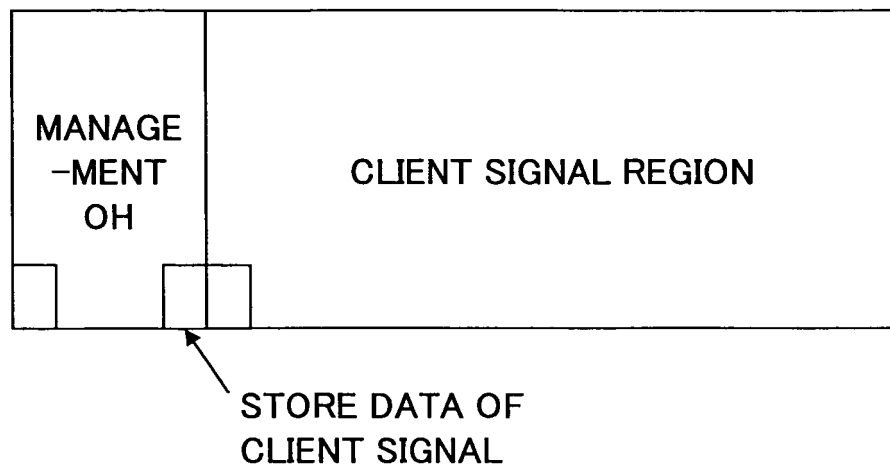 MANAGE
-MENT
OH
CLIENT SIGNAL REGION
STORE DATA OF
CLIENT SIGNAL